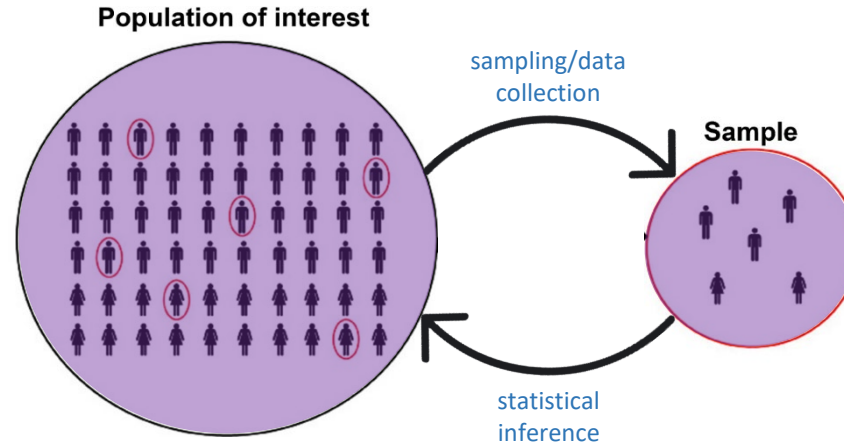 Population of interest
sampling/data
collection
Sample
statistical
inference